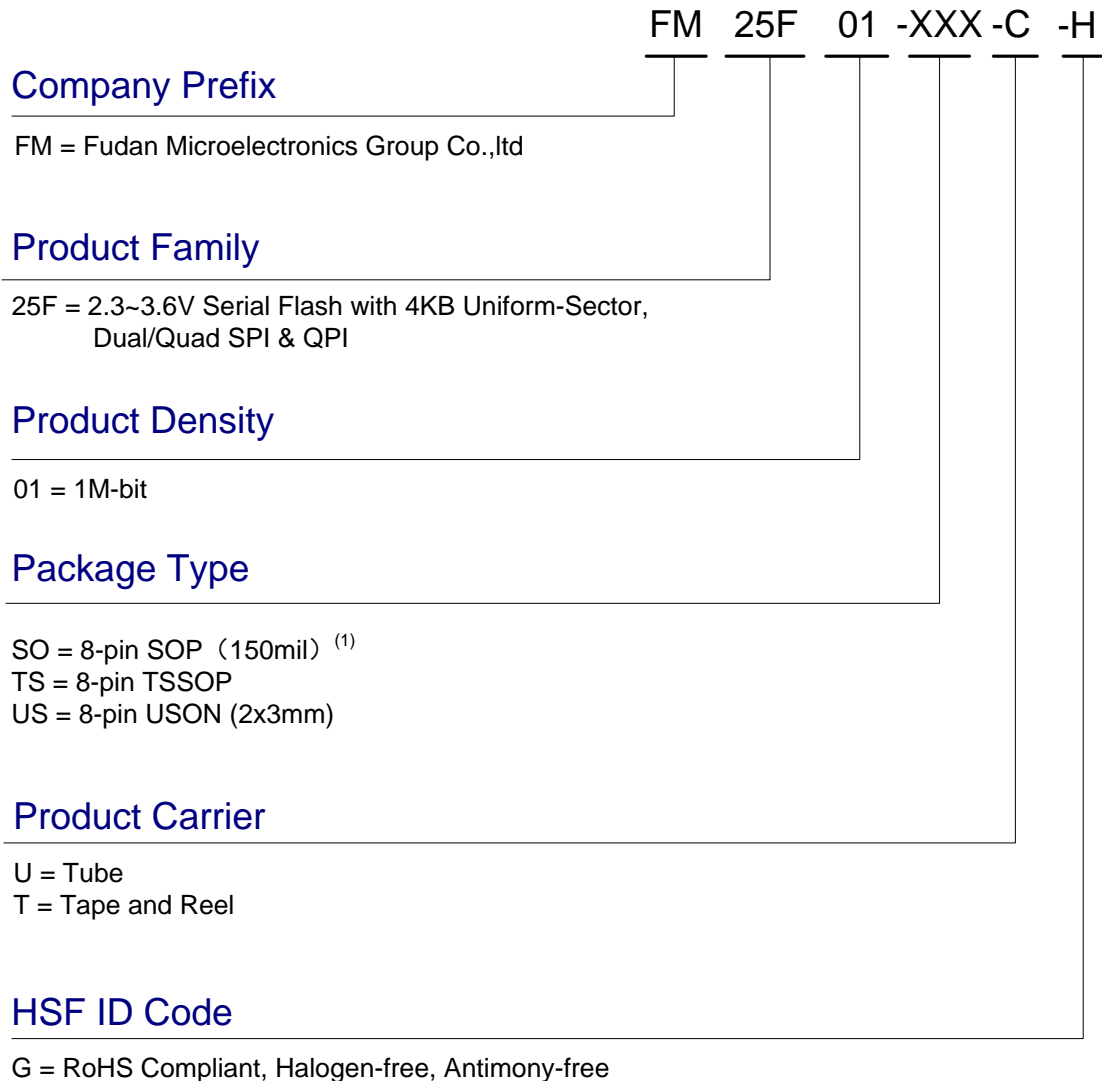 FM 25F 01 -XXX -C -H
Company Prefix
FM = Fudan Microelectronics Group Co.,ltd
Product Family
25F = 2.3~3.6V Serial Flash with 4KB Uniform-Sector,
Dual/Quad SPI & QPI
Product Density
01 = 1M-bit
Package Type
SO = 8-pin SOP（150mil）(1)
TS = 8-pin TSSOP
US = 8-pin USON (2x3mm)
Product Carrier
U = Tube
T = Tape and Reel
HSF ID Code
G = RoHS Compliant, Halogen-free, Antimony-free